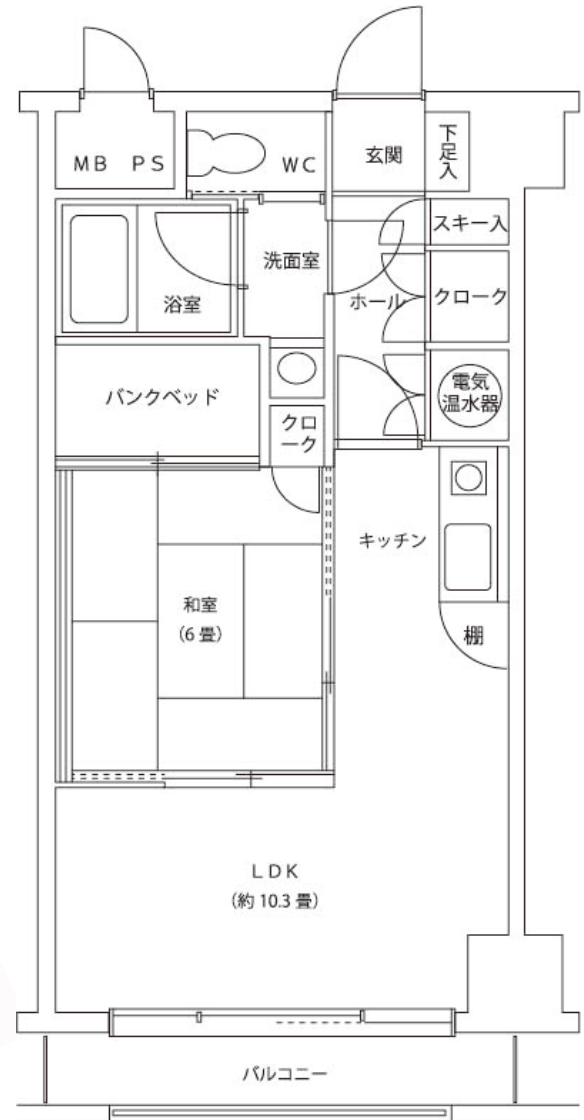 MB PS
WC
玄関
下足入
スキー入
洗面室
浴室
ホール
クローク
バンクベッド
電気
温水器
クロ
ーク
キッチン
和室
(6 畳)
棚
LDK
(約 10.3 畳)
バルコニー